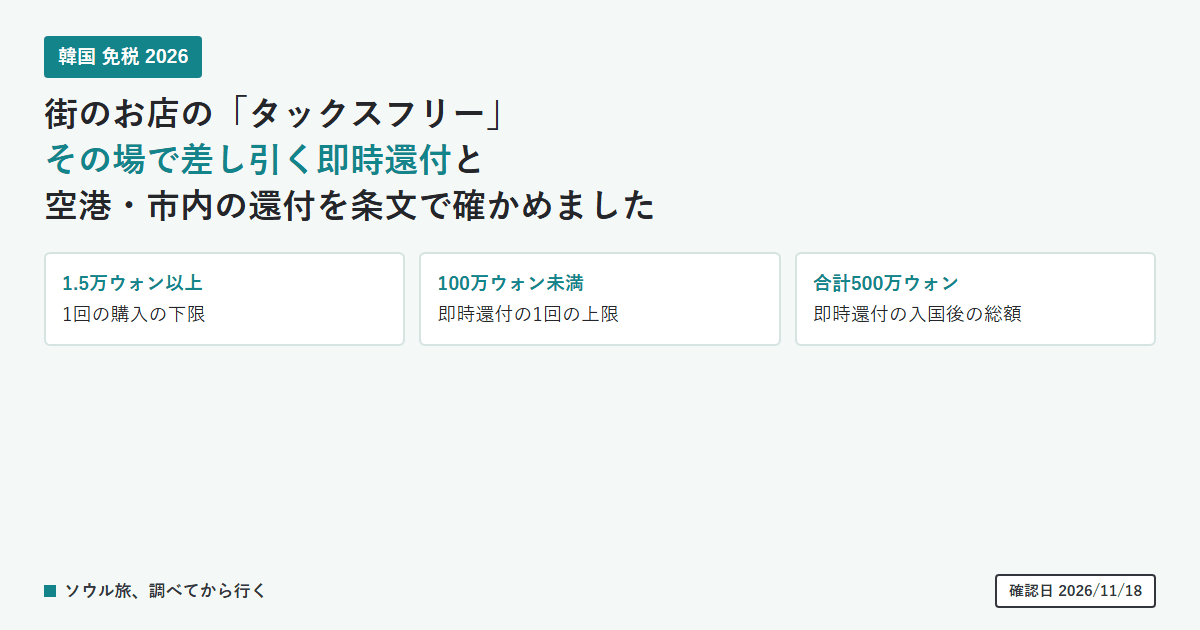 韓国 免税 2026
街のお店の「タックスフリー」
その場で差し引く即時還付と
空港・市内の還付を条文で確かめました
1.5万ウォン以上
1回の購入の下限
100万ウォン未満
即時還付の1回の上限
合計500万ウォン
即時還付の入国後の総額
ソウル旅、調べてから行く
確認日 2026/11/18